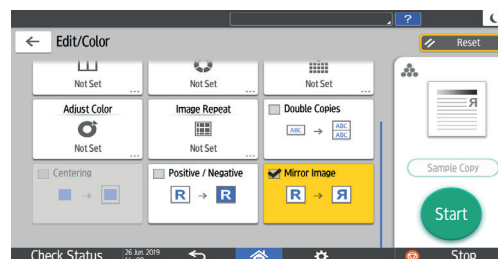 ?
← Edit/Color
Reset
Not Set
Not Set
Not Set
Adjust Color
Image Repeat
Double Copies
ABC → ABC ABC
Not Set
Not Set
Centering
Positive / Negative
Mirror Image
R → R
R → Я
Я
Sample Copy
Start
Check Status
26 Jun. 2019
Stop